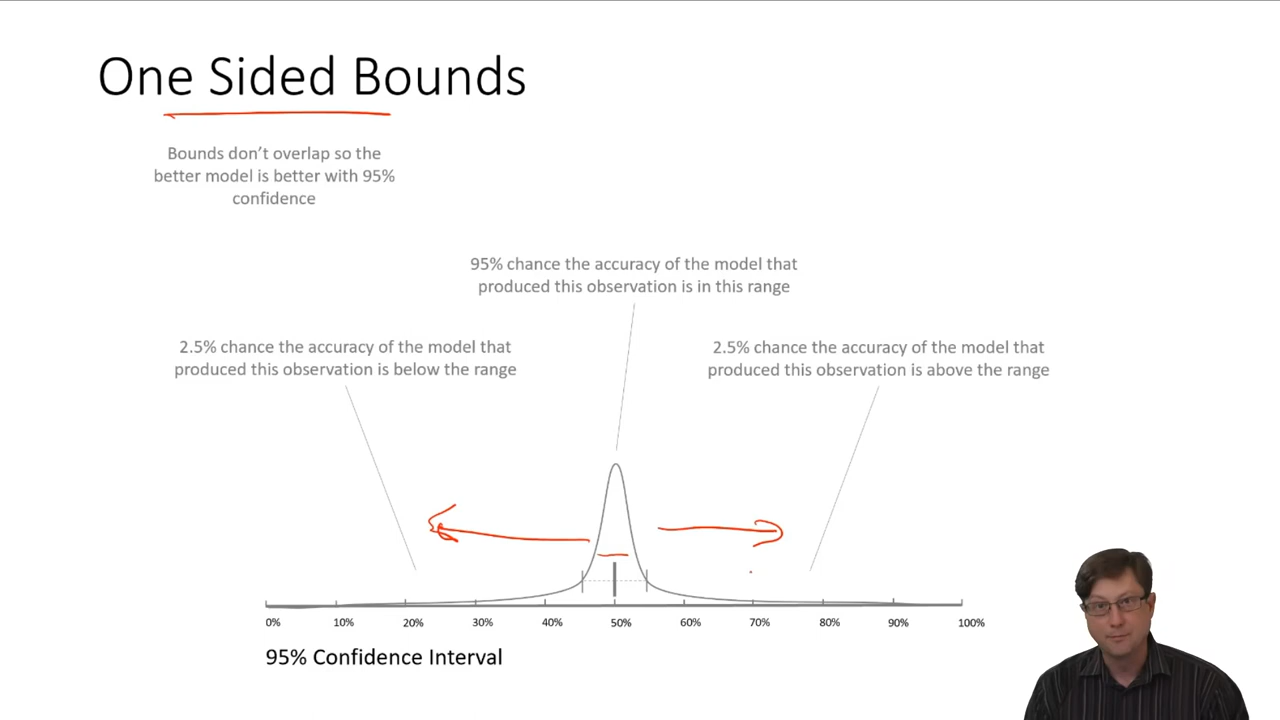 One Sided Bounds
Bounds don't overlap so the
better model is better with 95%
confidence
95% chance the accuracy of the model that
produced this observation is in this range
2.5% chance the accuracy of the model that
produced this observation is below the range
2.5% chance the accuracy of the model that
produced this observation is above the range
0% 10% 20% 30% 40% 50% 60% 70% 80% 90% 100%
95% Confidence Interval